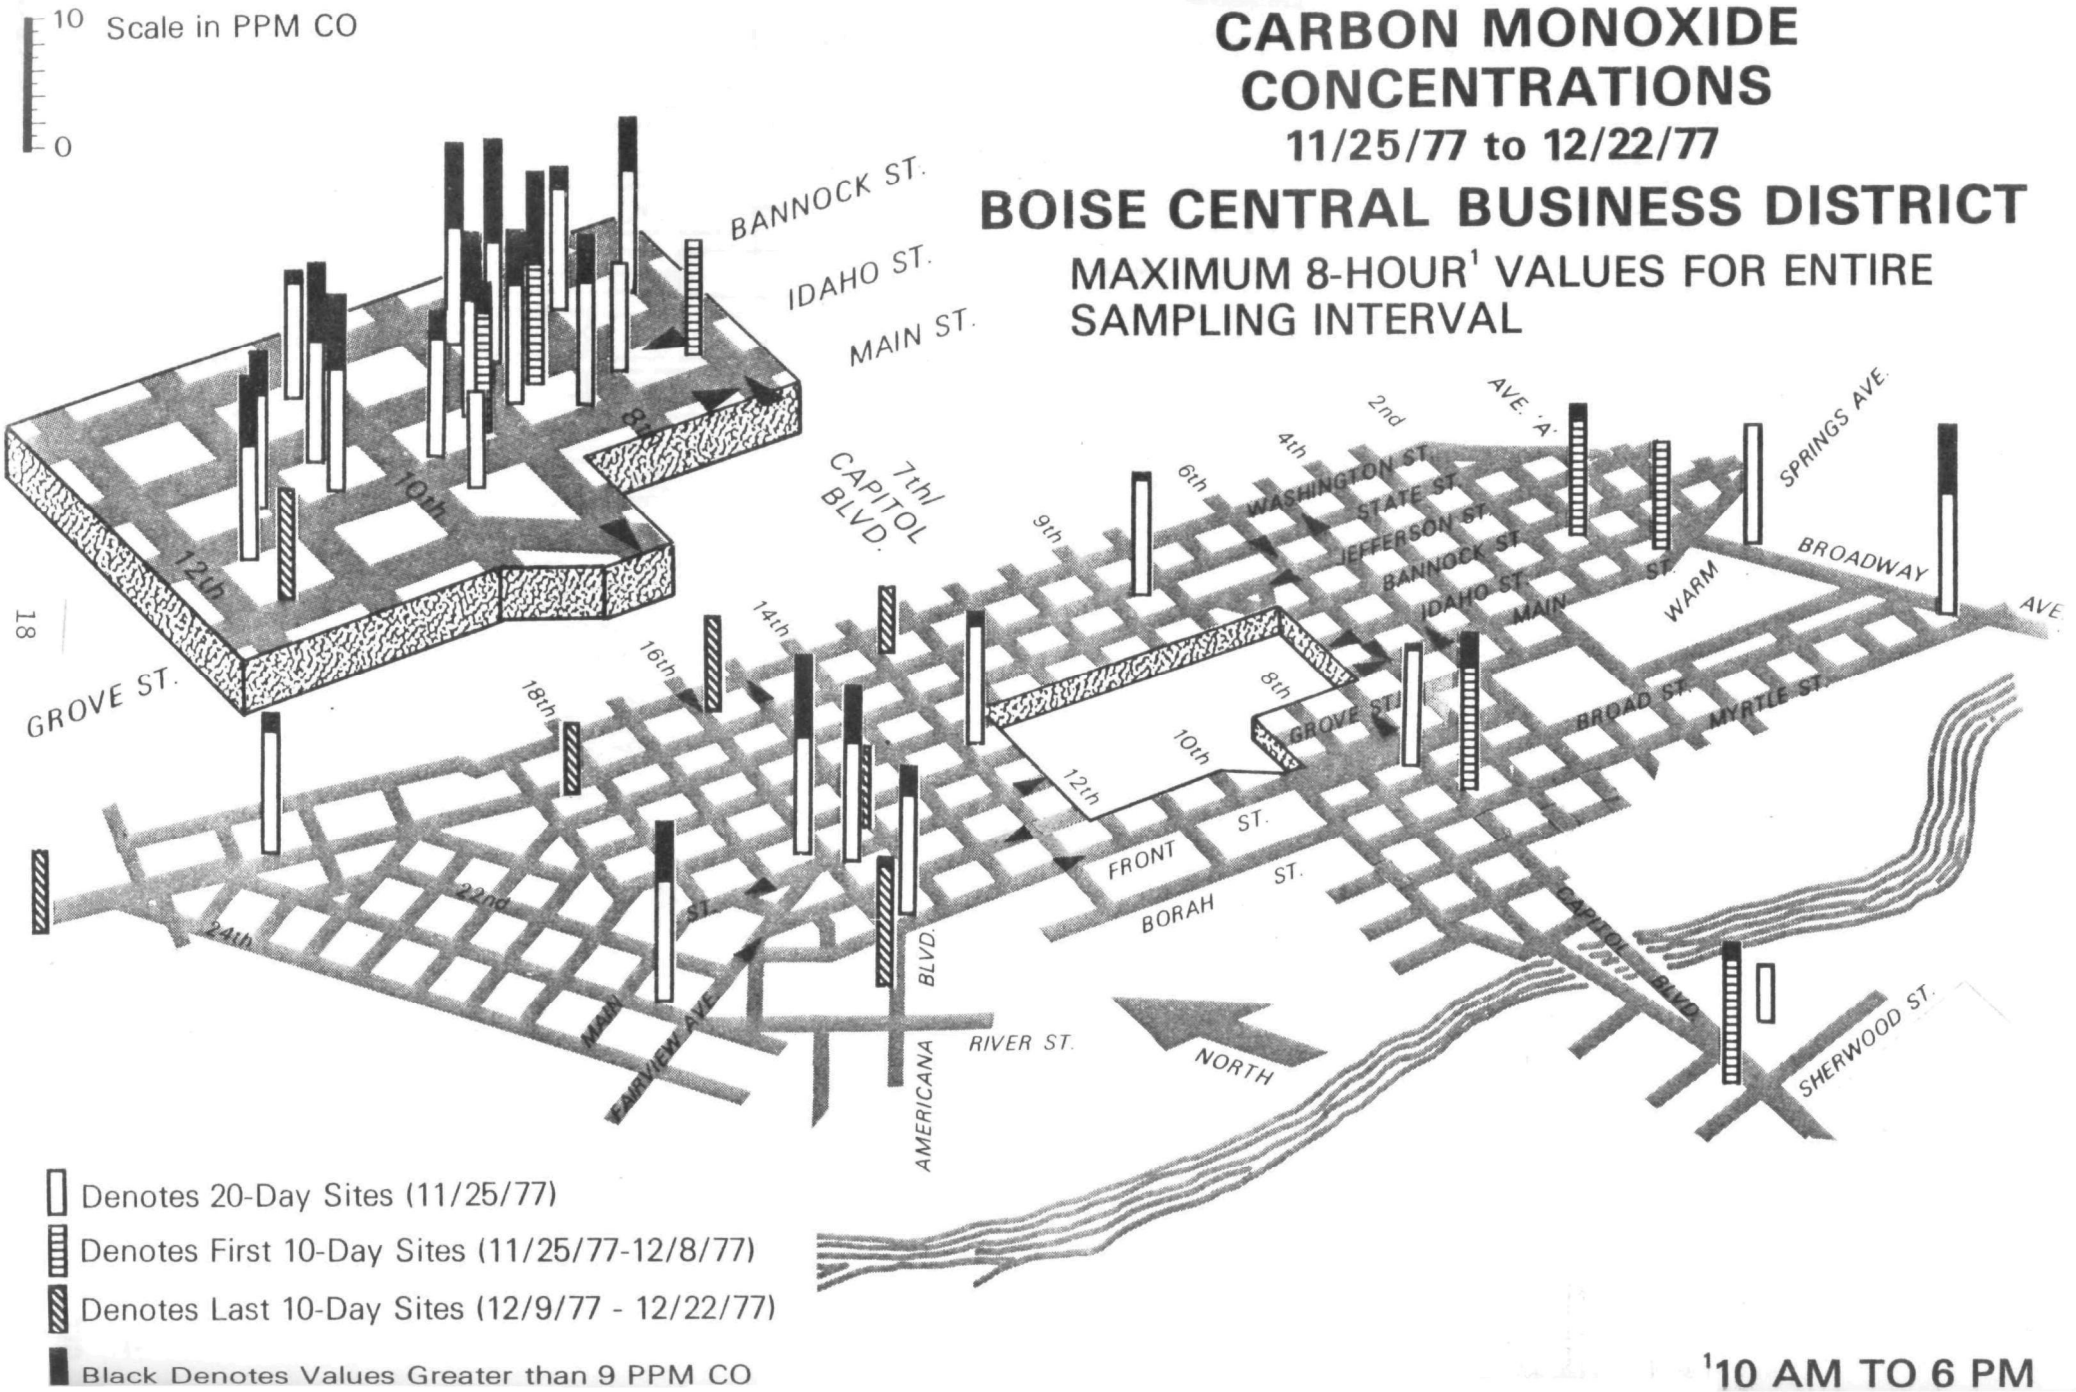 10 Scale in PPM CO
0
CARBON MONOXIDE
CONCENTRATIONS
11/25/77 to 12/22/77
BOISE CENTRAL BUSINESS DISTRICT
MAXIMUM 8-HOUR¹ VALUES FOR ENTIRE
SAMPLING INTERVAL
BANNOCK ST.
IDAHO ST.
MAIN ST.
8th
10th
12th
GROVE ST.
18
7th/
CAPITOL
BLVD.
2nd
4th
6th
9th
14th
16th
18th
AVE. 'A'
SPRINGS AVE.
WASHINGTON ST.
STATE ST.
JEFFERSON ST.
BANNOCK ST.
IDAHO ST.
MAIN ST.
WARM
BROADWAY AVE.
8th
GROVE ST.
10th
12th
BROAD ST.
MYRTLE ST.
FRONT ST.
BORAH ST.
22nd
24th
ST.
MAIN
FAIRVIEW AVE.
AMERICANA BLVD.
RIVER ST.
NORTH
CAPITOL BLVD.
SHERWOOD ST.
Denotes 20-Day Sites (11/25/77)
Denotes First 10-Day Sites (11/25/77-12/8/77)
Denotes Last 10-Day Sites (12/9/77 - 12/22/77)
Black Denotes Values Greater than 9 PPM CO
¹10 AM TO 6 PM